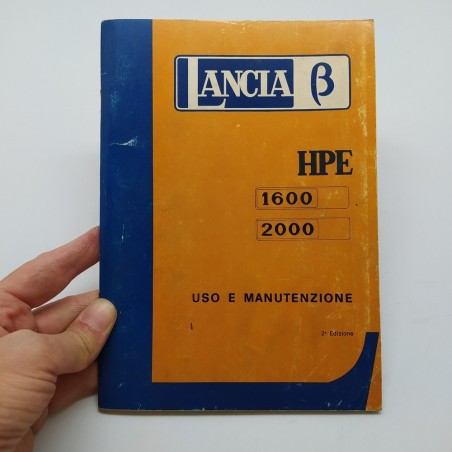 LANCIA β
HPE
1600
2000
USO E MANUTENZIONE
2ª Edizione